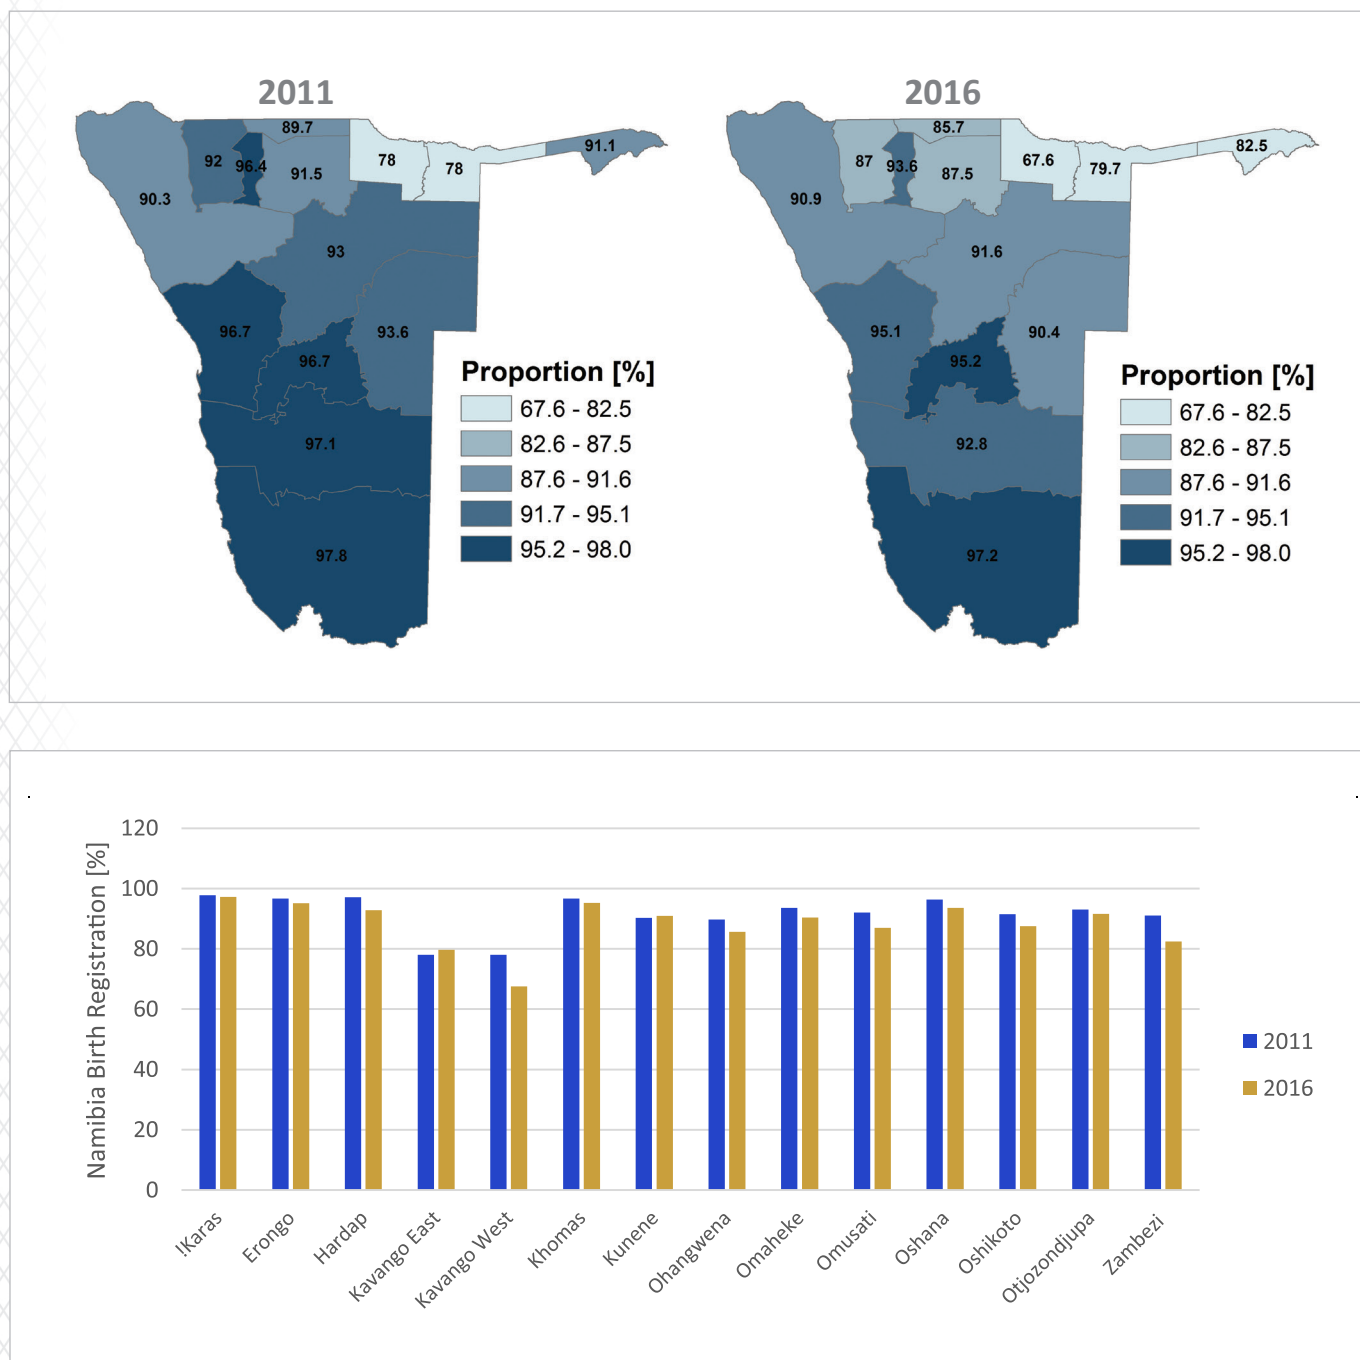 2011
89.7
92
96.4
91.5
78
78
91.1
90.3
93
96.7
93.6
96.7
97.1
97.8
Proportion [%]
67.6 - 82.5
82.6 - 87.5
87.6 - 91.6
91.7 - 95.1
95.2 - 98.0
2016
85.7
87
93.6
87.5
67.6
79.7
82.5
90.9
91.6
95.1
90.4
95.2
92.8
97.2
Proportion [%]
67.6 - 82.5
82.6 - 87.5
87.6 - 91.6
91.7 - 95.1
95.2 - 98.0
Namibia Birth Registration [%]
120
100
80
60
40
20
0
!Karas
Erongo
Hardap
Kavango East
Kavango West
Khomas
Kunene
Ohangwena
Omaheke
Omusati
Oshana
Oshikoto
Otjozondjupa
Zambezi
2011
2016